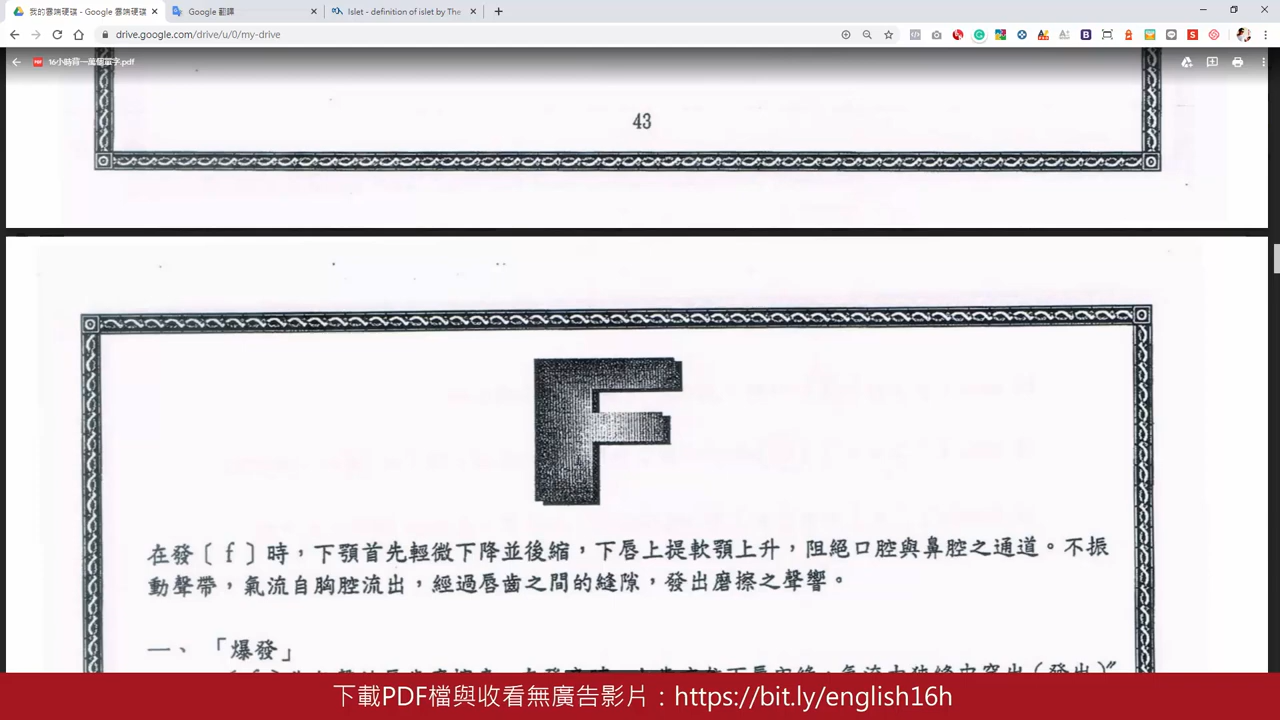 我的雲端硬碟 - Google 雲端硬碟
Google 翻譯
Islet - definition of islet by The
drive.google.com/drive/u/0/my-drive
16小時背一萬個單字.pdf
43
F
在發〔f〕時，下顎首先輕微下降並後縮，下唇上提軟顎上升，阻絕口腔與鼻腔之通道。不振
動聲帶，氣流自胸腔流出，經過唇齒之間的縫隙，發出磨擦之聲響。
一、「爆發」
下載PDF檔與收看無廣告影片：https://bit.ly/english16h